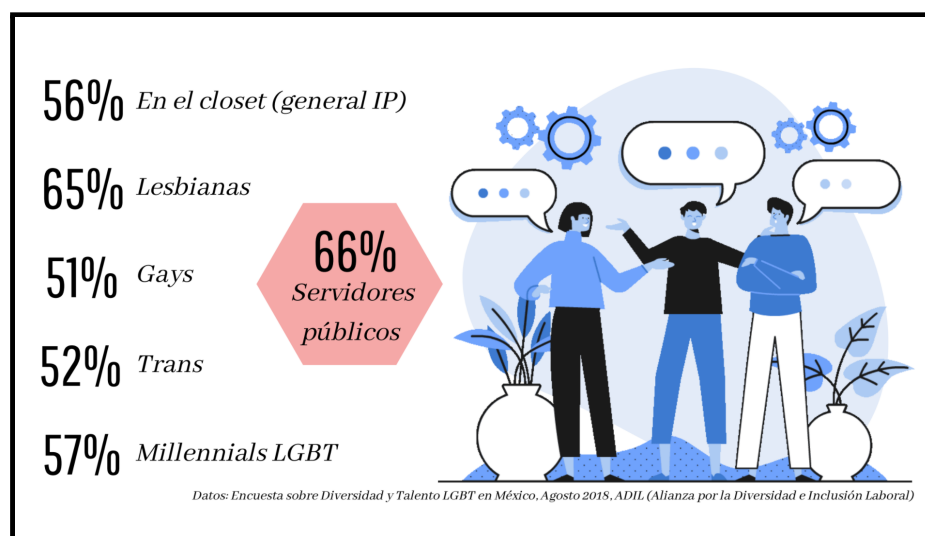 56% En el closet (general IP)
65% Lesbianas
51% Gays
52% Trans
57% Millennials LGBT
66%
Servidores
públicos
Datos: Encuesta sobre Diversidad y Talento LGBT en México, Agosto 2018, ADIL (Alianza por la Diversidad e Inclusión Laboral)